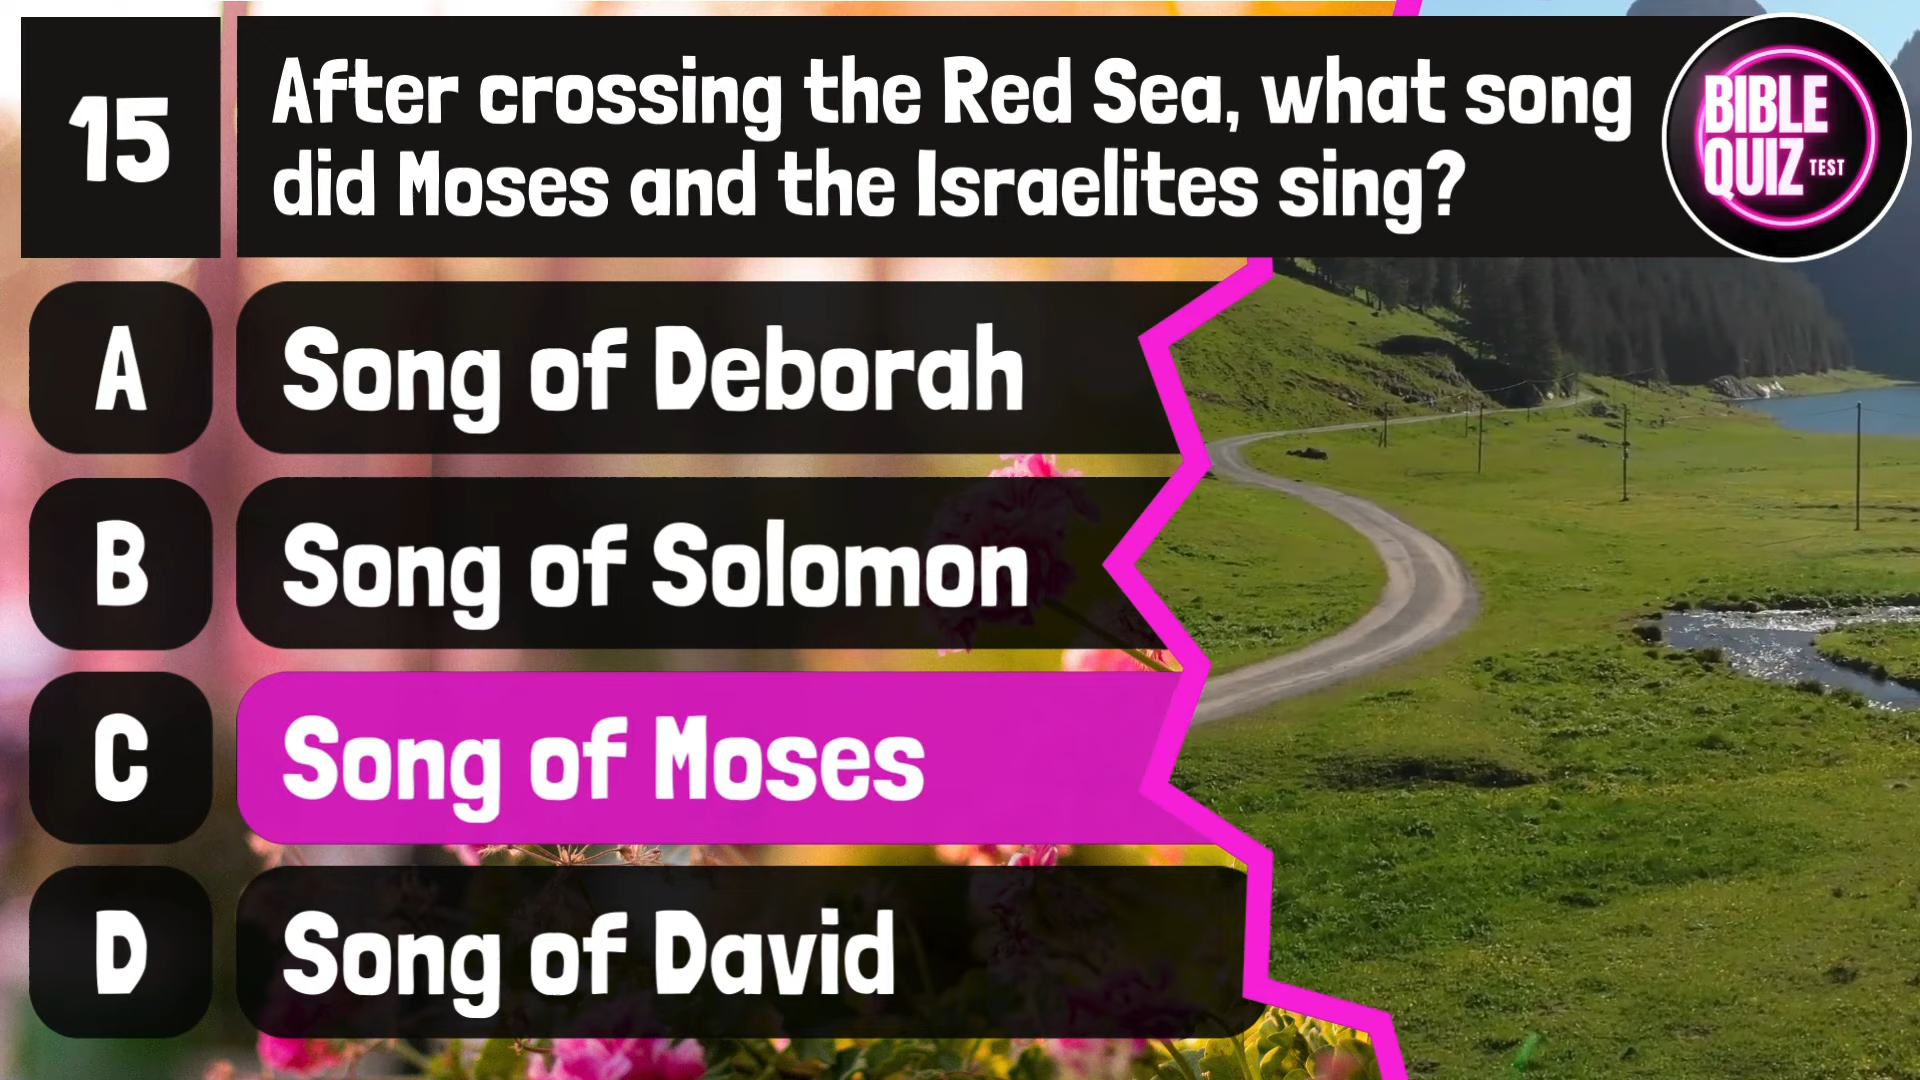 15
After crossing the Red Sea, what song
did Moses and the Israelites sing?
BIBLE
QUIZ TEST
A
Song of Deborah
B
Song of Solomon
C
Song of Moses
D
Song of David